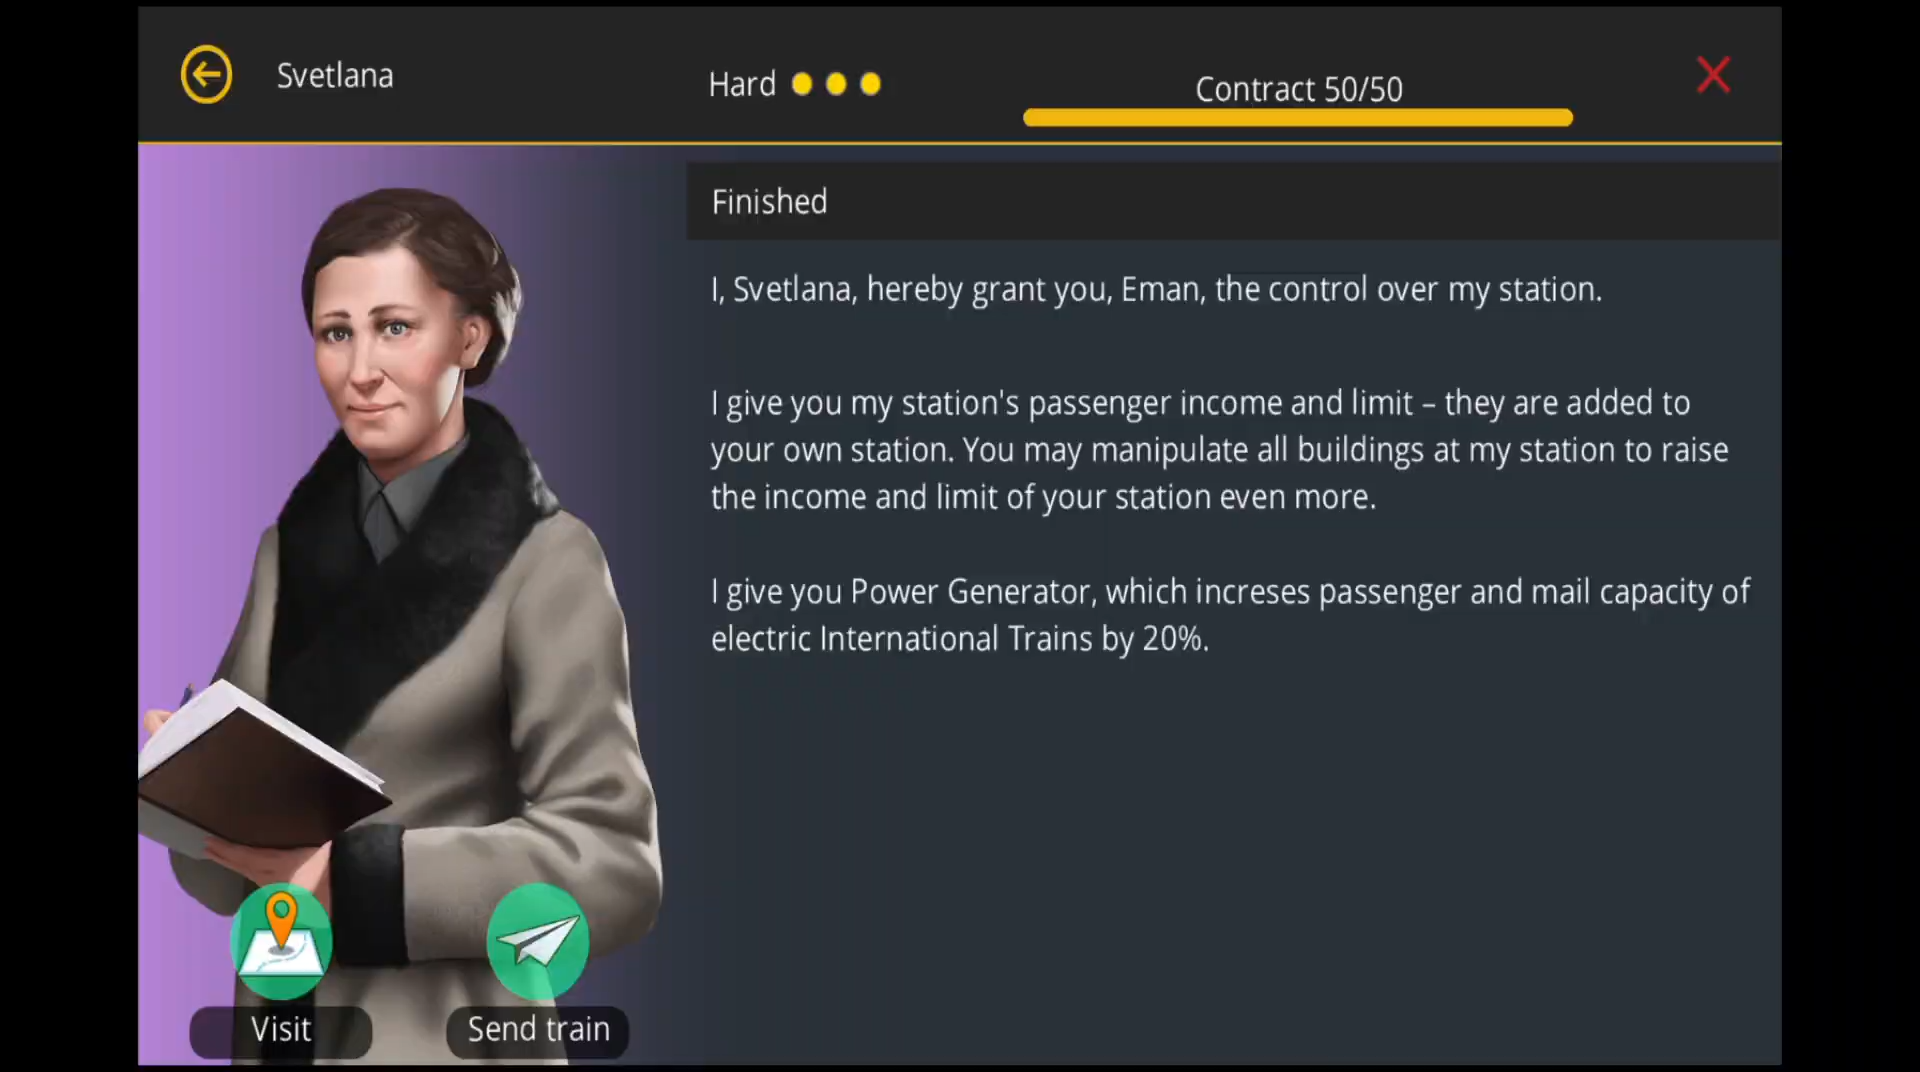 Svetlana
Hard
Contract 50/50
Finished
I, Svetlana, hereby grant you, Eman, the control over my station.
I give you my station's passenger income and limit – they are added to
your own station. You may manipulate all buildings at my station to raise
the income and limit of your station even more.
I give you Power Generator, which increses passenger and mail capacity of
electric International Trains by 20%.
Visit
Send train